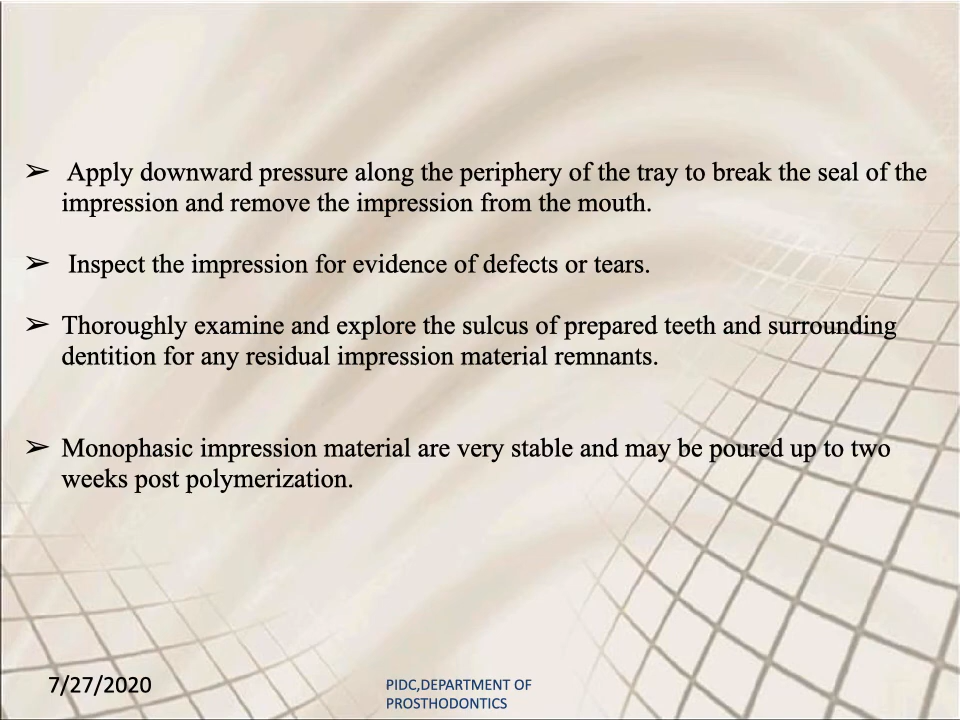 ➢ Apply downward pressure along the periphery of the tray to break the seal of the
impression and remove the impression from the mouth.
➢ Inspect the impression for evidence of defects or tears.
➢ Thoroughly examine and explore the sulcus of prepared teeth and surrounding
dentition for any residual impression material remnants.
➢ Monophasic impression material are very stable and may be poured up to two
weeks post polymerization.
7/27/2020
PIDC,DEPARTMENT OF
PROSTHODONTICS